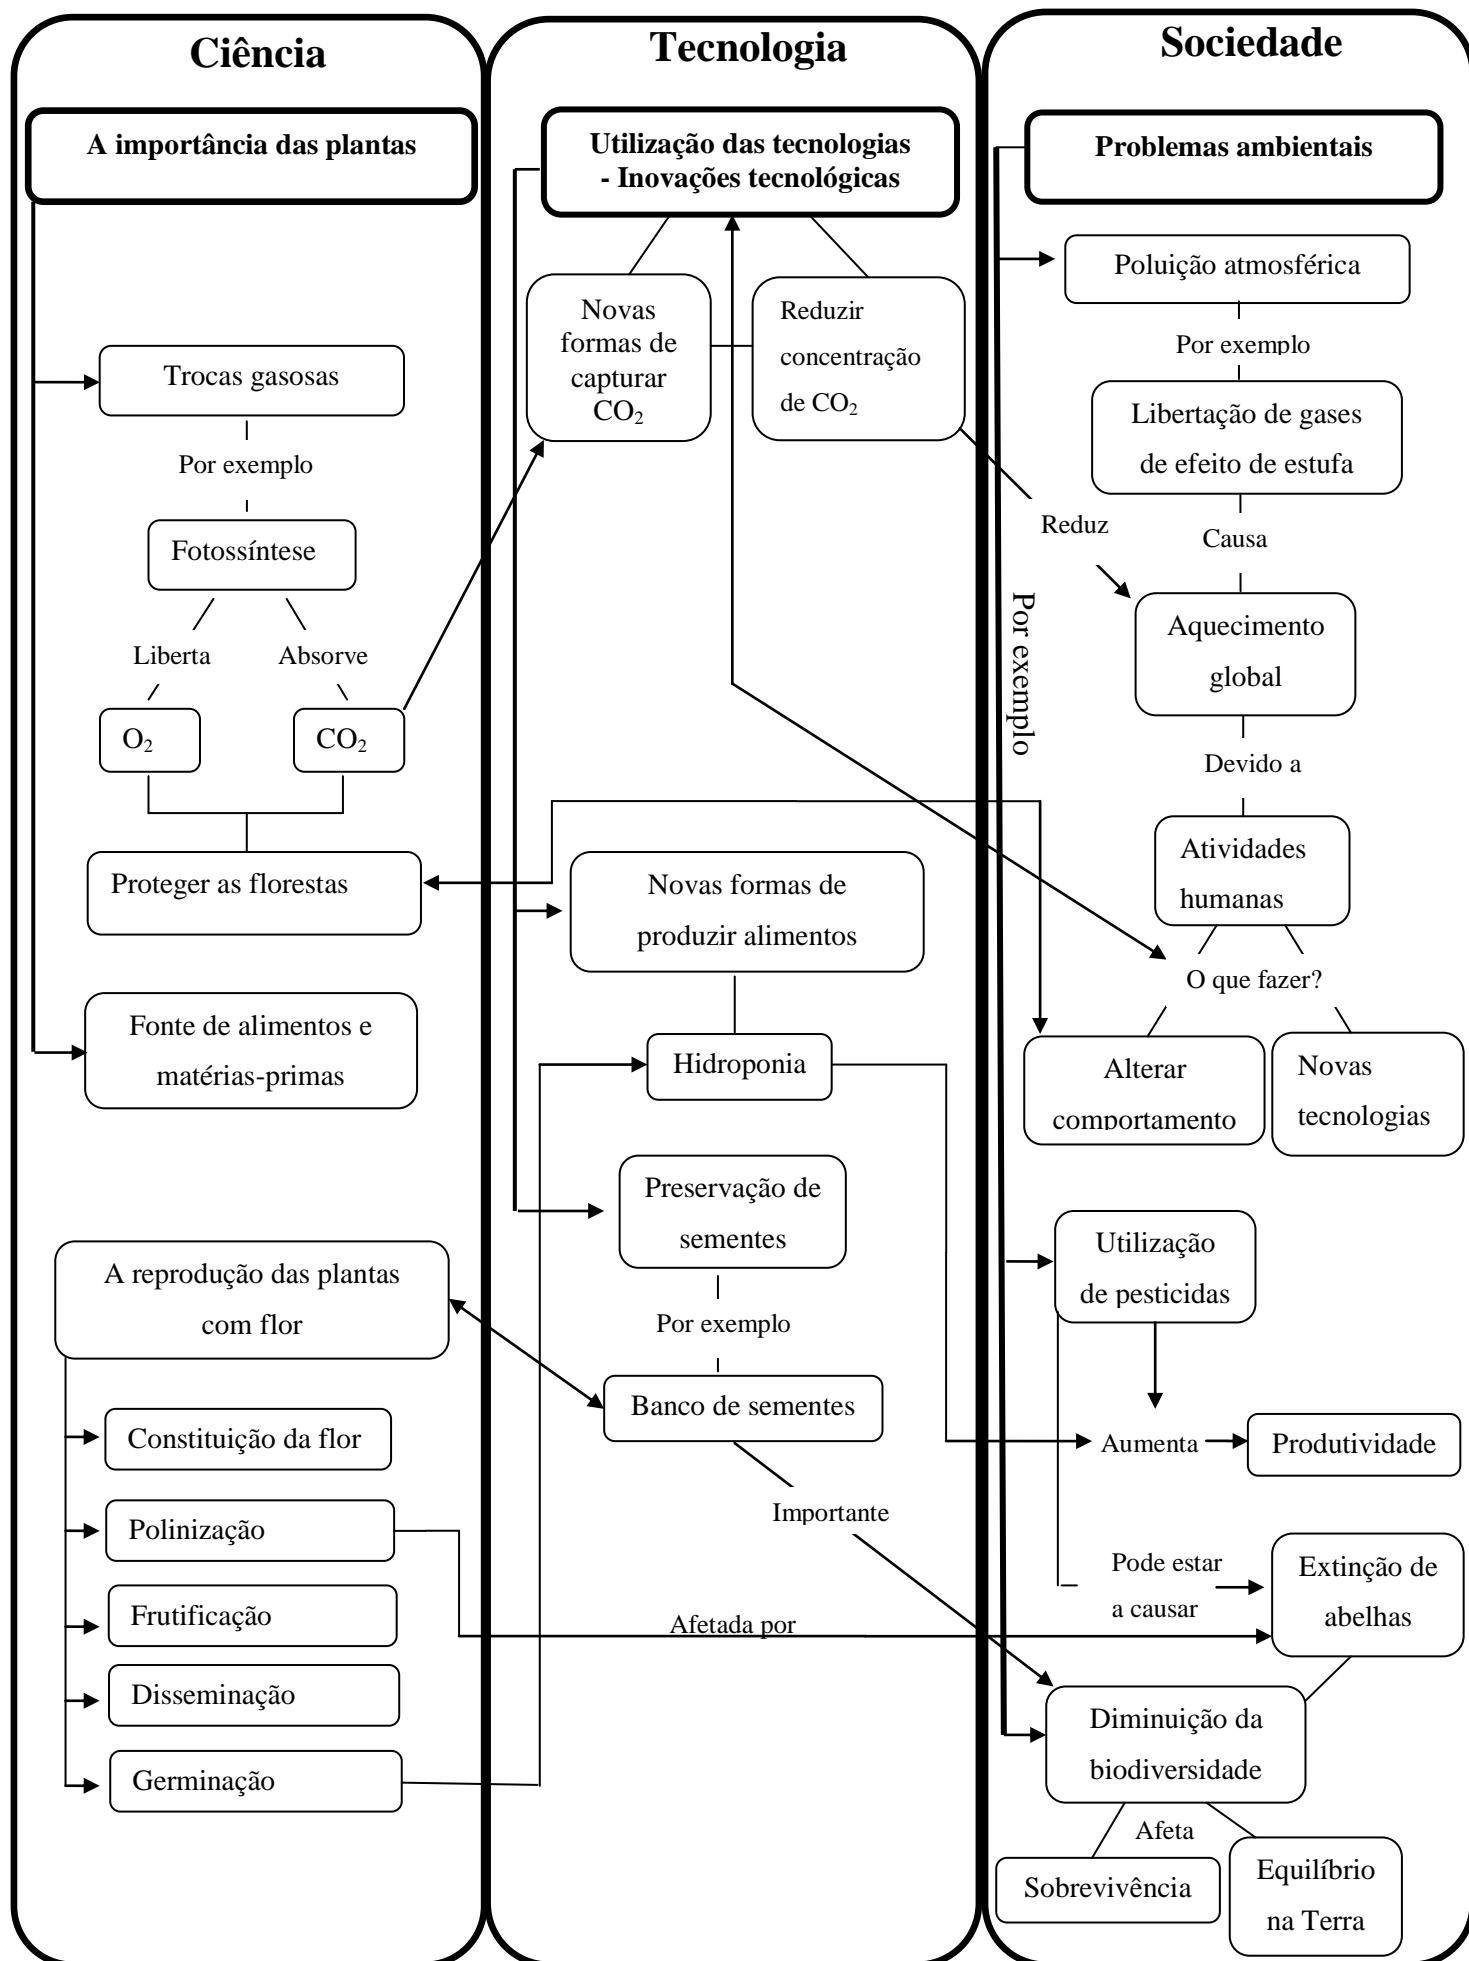 Ciência
A importância das plantas
Trocas gasosas
Por exemplo
Fotossíntese
Liberta
Absorve
O₂
CO₂
Proteger as florestas
Fonte de alimentos e
matérias-primas
A reprodução das plantas
com flor
Constituição da flor
Polinização
Frutificação
Disseminação
Germinação
Tecnologia
Utilização das tecnologias
- Inovações tecnológicas
Novas
formas de
capturar
CO₂
Reduzir
concentração
de CO₂
Novas formas de
produzir alimentos
Hidroponia
Preservação de
sementes
Por exemplo
Banco de sementes
Importante
Afetada por
Sociedade
Problemas ambientais
Poluição atmosférica
Por exemplo
Libertação de gases
de efeito de estufa
Reduz
Causa
Por exemplo
Aquecimento
global
Devido a
Atividades
humanas
O que fazer?
Alterar
comportamento
Novas
tecnologias
Utilização
de pesticidas
Aumenta
Produtividade
Pode estar
a causar
Extinção de
abelhas
Diminuição da
biodiversidade
Afeta
Sobrevivência
Equilíbrio
na Terra